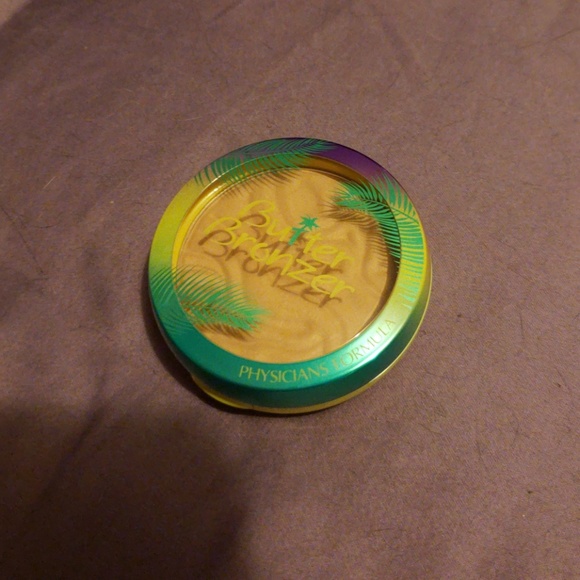 Butter
Bronzer
PHYSICIANS FORMULA